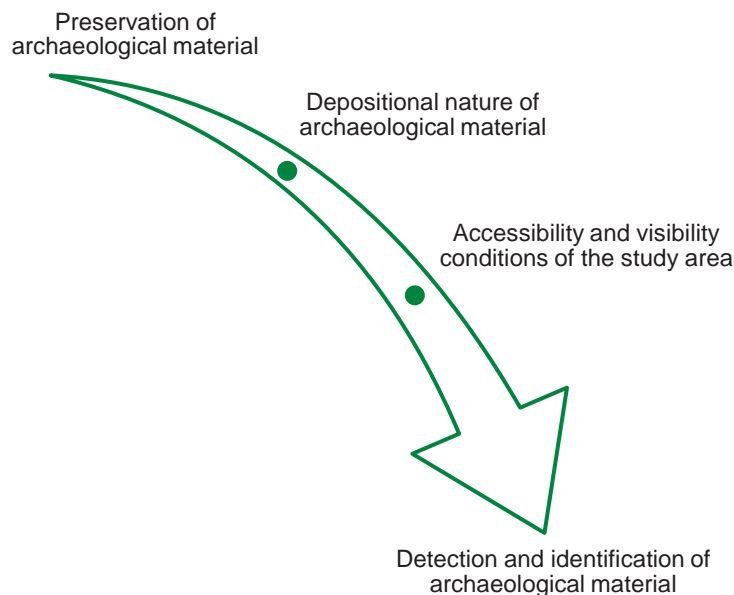 Preservation of
archaeological material
Depositional nature of
archaeological material
Accessibility and visibility
conditions of the study area
Detection and identification of
archaeological material